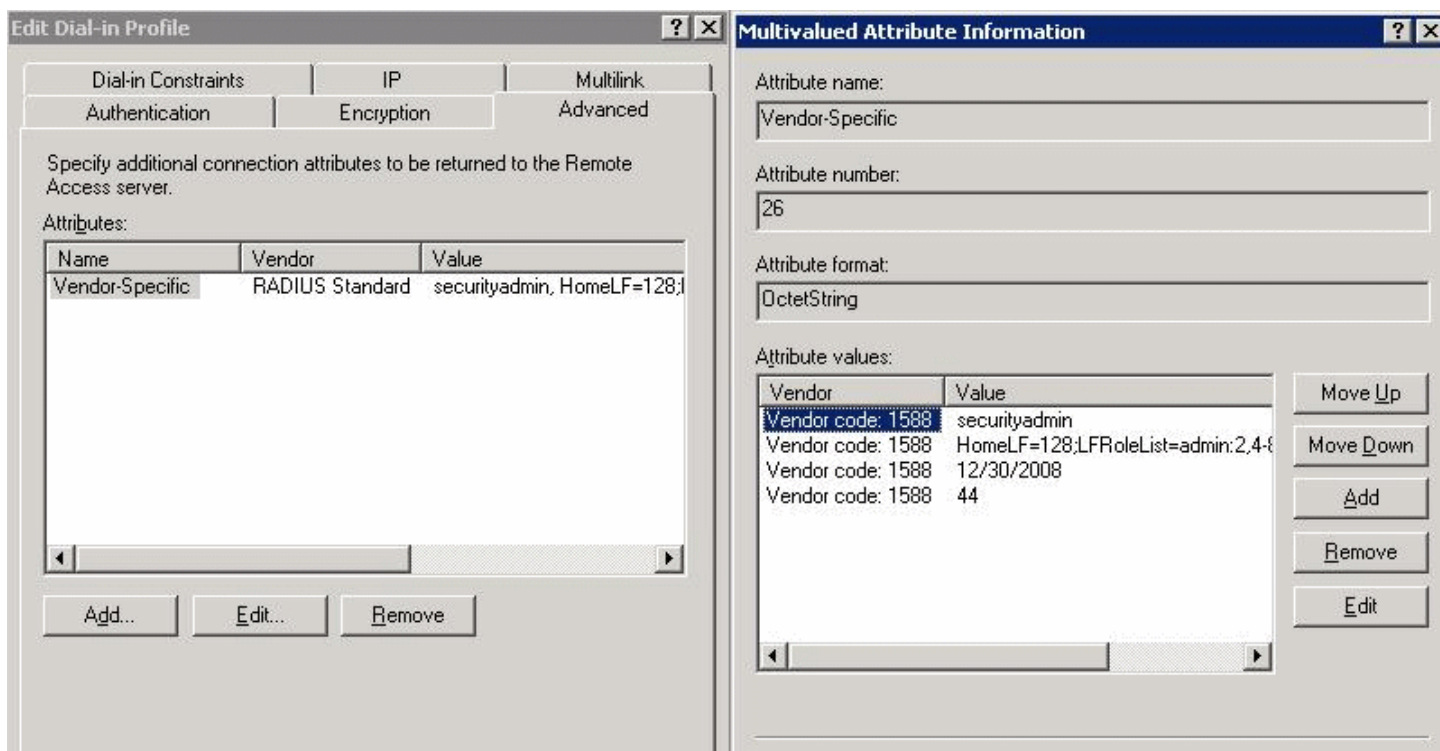 Edit Dial-in Profile
Dial-in Constraints IP Multilink
Authentication Encryption Advanced
Specify additional connection attributes to be returned to the Remote
Access server.
Attributes:
Name Vendor Value
Vendor-Specific RADIUS Standard securityadmin, HomeLF=128;
Add... Edit... Remove
Multivalued Attribute Information
Attribute name:
Vendor-Specific
Attribute number:
26
Attribute format:
OctetString
Attribute values:
Vendor Value
Vendor code: 1588 securityadmin
Vendor code: 1588 HomeLF=128;LFRoleList=admin:2,4-
Vendor code: 1588 12/30/2008
Vendor code: 1588 44
Move Up
Move Down
Add
Remove
Edit